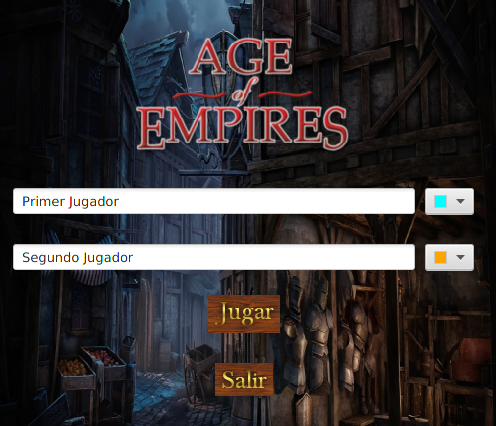 AGE
of
EMPIRES
Primer Jugador
Segundo Jugador
Jugar
Salir